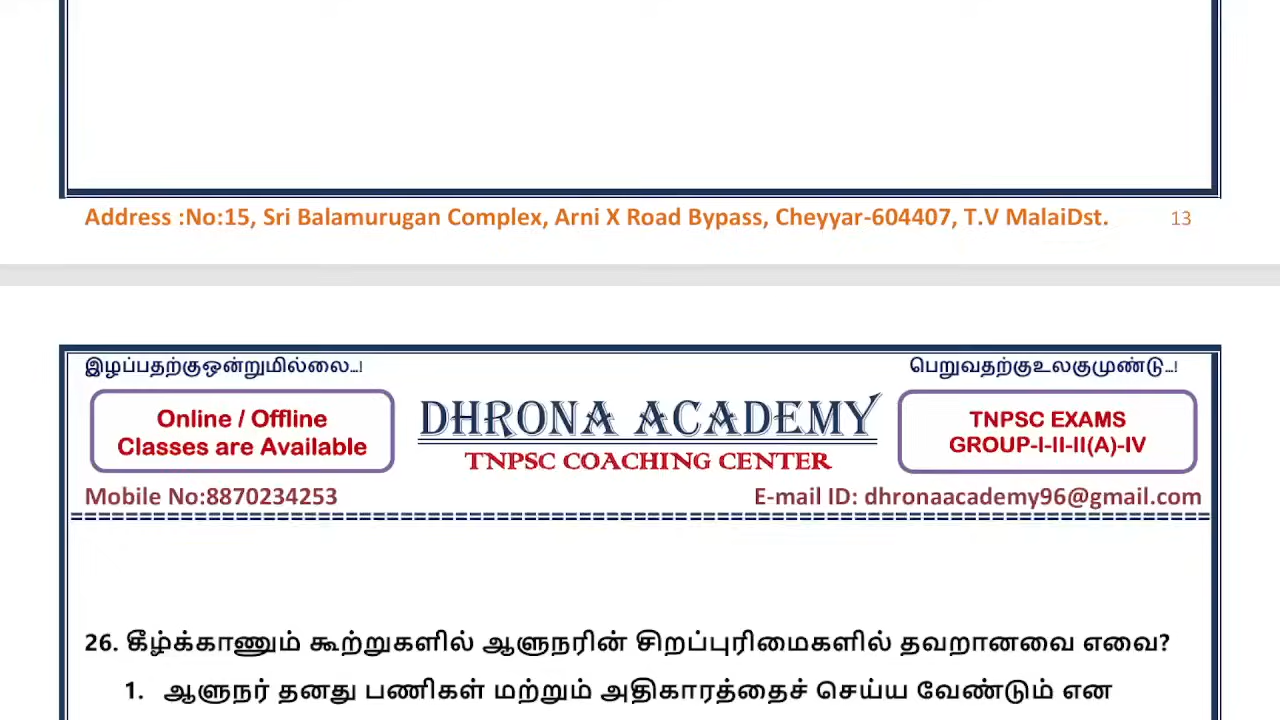 Address :No:15, Sri Balamurugan Complex, Arni X Road Bypass, Cheyyar-604407, T.V MalaiDst. 13
இழப்பதற்குஒன்றுமில்லை...! பெறுவதற்குஉலகுமுண்டு...!
Online / Offline
Classes are Available
DHRONA ACADEMY
TNPSC COACHING CENTER
TNPSC EXAMS
GROUP-I-II-II(A)-IV
Mobile No:8870234253 E-mail ID: dhronaacademy96@gmail.com
26. கீழ்க்காணும் கூற்றுகளில் ஆளுநரின் சிறப்புரிமைகளில் தவறானவை எவை?
1. ஆளுநர் தனது பணிகள் மற்றும் அதிகாரத்தைச் செய்ய வேண்டும் என